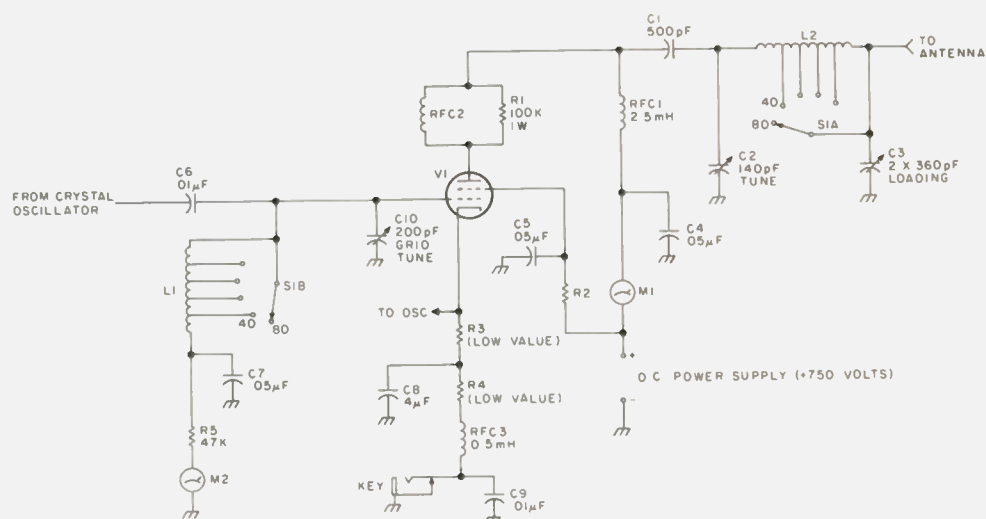 C1
500pF
L2
TO
ANTENNA
RFC2
R1
100K
1W
RFC1
2 5mH
40
80
S1A
C2
140pF
TUNE
C3
2 X 360pF
LOADING
C6
01µF
V1
FROM CRYSTAL
OSCILLATOR
C10
200pF
GRID
TUNE
C5
05µF
C4
05µF
L1
S1B
40
80
R2
M1
TO OSC
R3
(LOW VALUE)
+
D C POWER SUPPLY (+750 VOLTS)
-
C7
05µF
C8
4µF
R4
(LOW VALUE)
R5
47K
RFC3
0 5mH
M2
KEY
C9
01µF